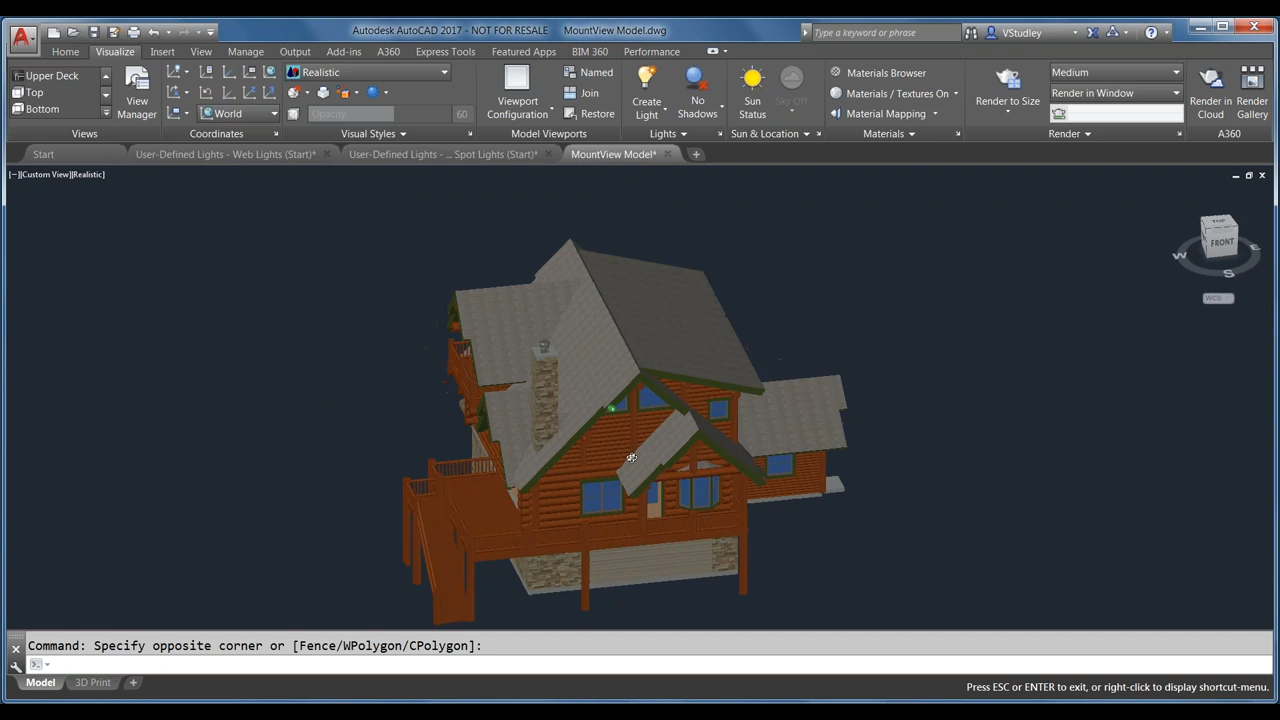 Autodesk AutoCAD 2017 - NOT FOR RESALE MountView Model.dwg
Type a keyword or phrase
VStudley
Home Visualize Insert View Manage Output Add-ins A360 Express Tools Featured Apps BIM 360 Performance
Upper Deck
Top
Bottom
View
Manager
Views
World
Coordinates
Realistic
Opacity 60
Visual Styles
Viewport
Configuration
Named
Join
Restore
Model Viewports
Create
Light
No
Shadows
Lights
Sun
Status
Sky Off
Sun & Location
Materials Browser
Materials / Textures On
Material Mapping
Materials
Render to Size
Medium
Render in Window
Render
Render in
Cloud
Render
Gallery
A360
Start User-Defined Lights - Web Lights (Start)* User-Defined Lights - ... Spot Lights (Start)* MountView Model*
[−][Custom View][Realistic]
TOP
FRONT
W E
S
WCS
Command: Specify opposite corner or [Fence/WPolygon/CPolygon]:
Model 3D Print
Press ESC or ENTER to exit, or right-click to display shortcut-menu.